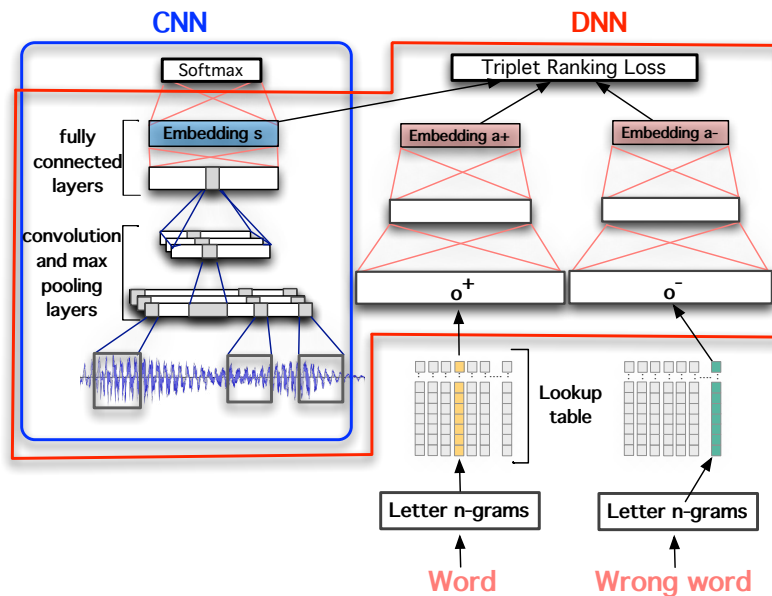 CNN
DNN
Softmax
Triplet Ranking Loss
fully
connected
layers
Embedding s
Embedding a+
Embedding a-
convolution
and max
pooling
layers
o+
o-
Lookup
table
Letter n-grams
Letter n-grams
Word
Wrong word